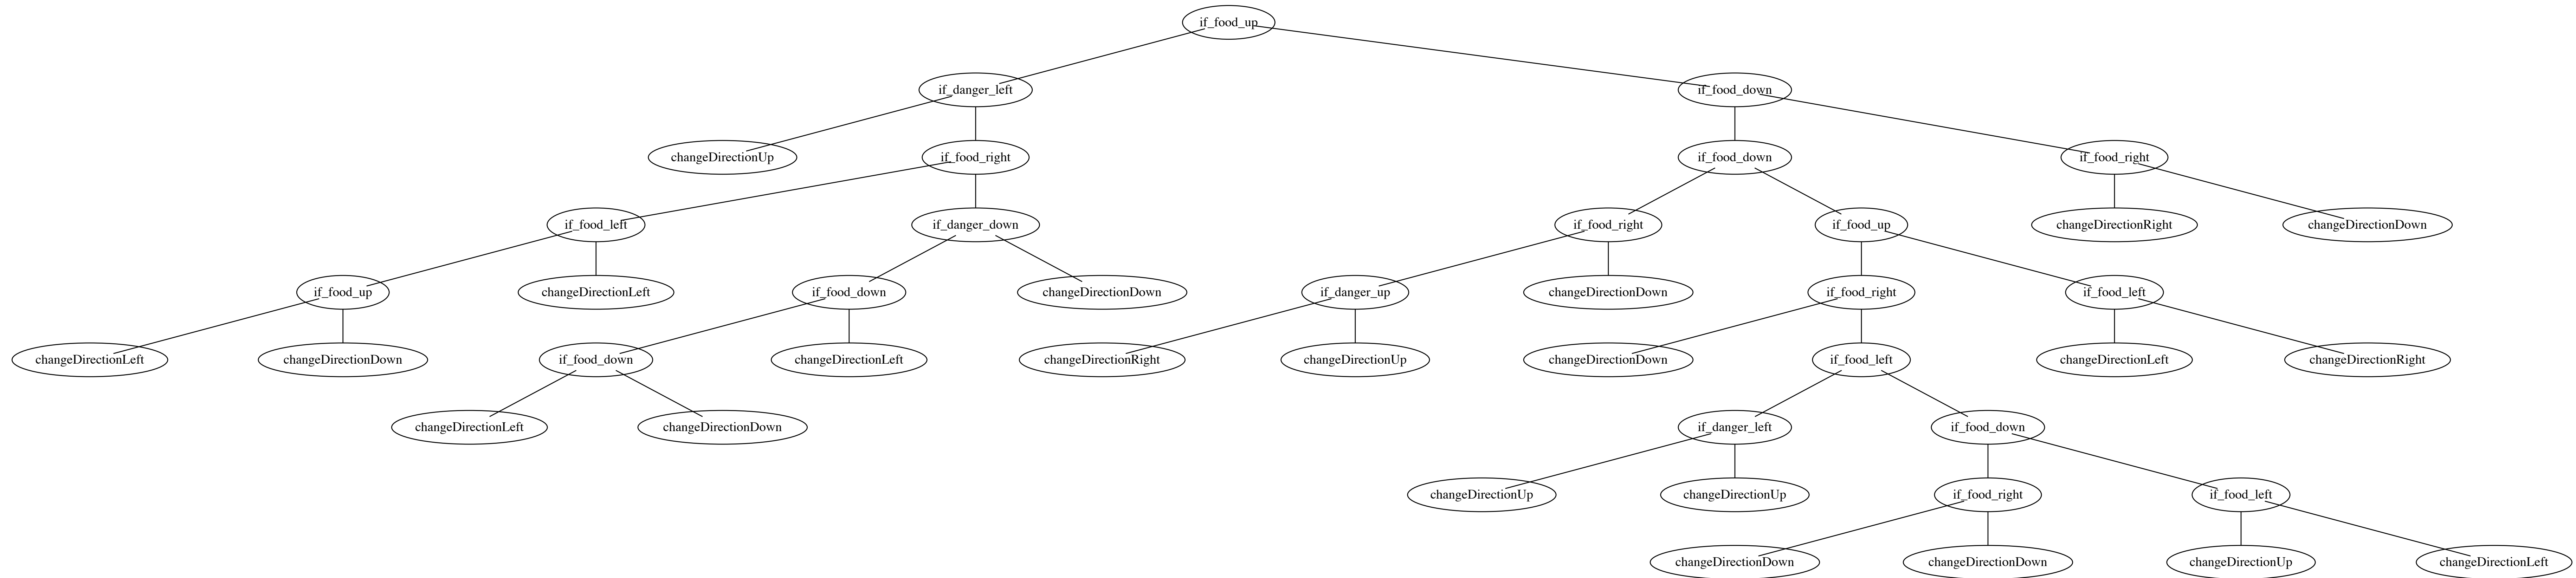 if_food_up
if_danger_left
if_food_down
changeDirectionUp
if_food_right
if_food_down
if_food_right
if_food_left
if_danger_down
if_food_right
if_food_up
changeDirectionRight
changeDirectionDown
if_food_up
changeDirectionLeft
if_food_down
changeDirectionDown
if_danger_up
changeDirectionDown
if_food_right
if_food_left
changeDirectionLeft
changeDirectionDown
if_food_down
changeDirectionLeft
changeDirectionRight
changeDirectionUp
changeDirectionDown
if_food_left
changeDirectionLeft
changeDirectionRight
changeDirectionLeft
changeDirectionDown
if_danger_left
if_food_down
changeDirectionUp
changeDirectionUp
if_food_right
if_food_left
changeDirectionDown
changeDirectionDown
changeDirectionUp
changeDirectionLeft